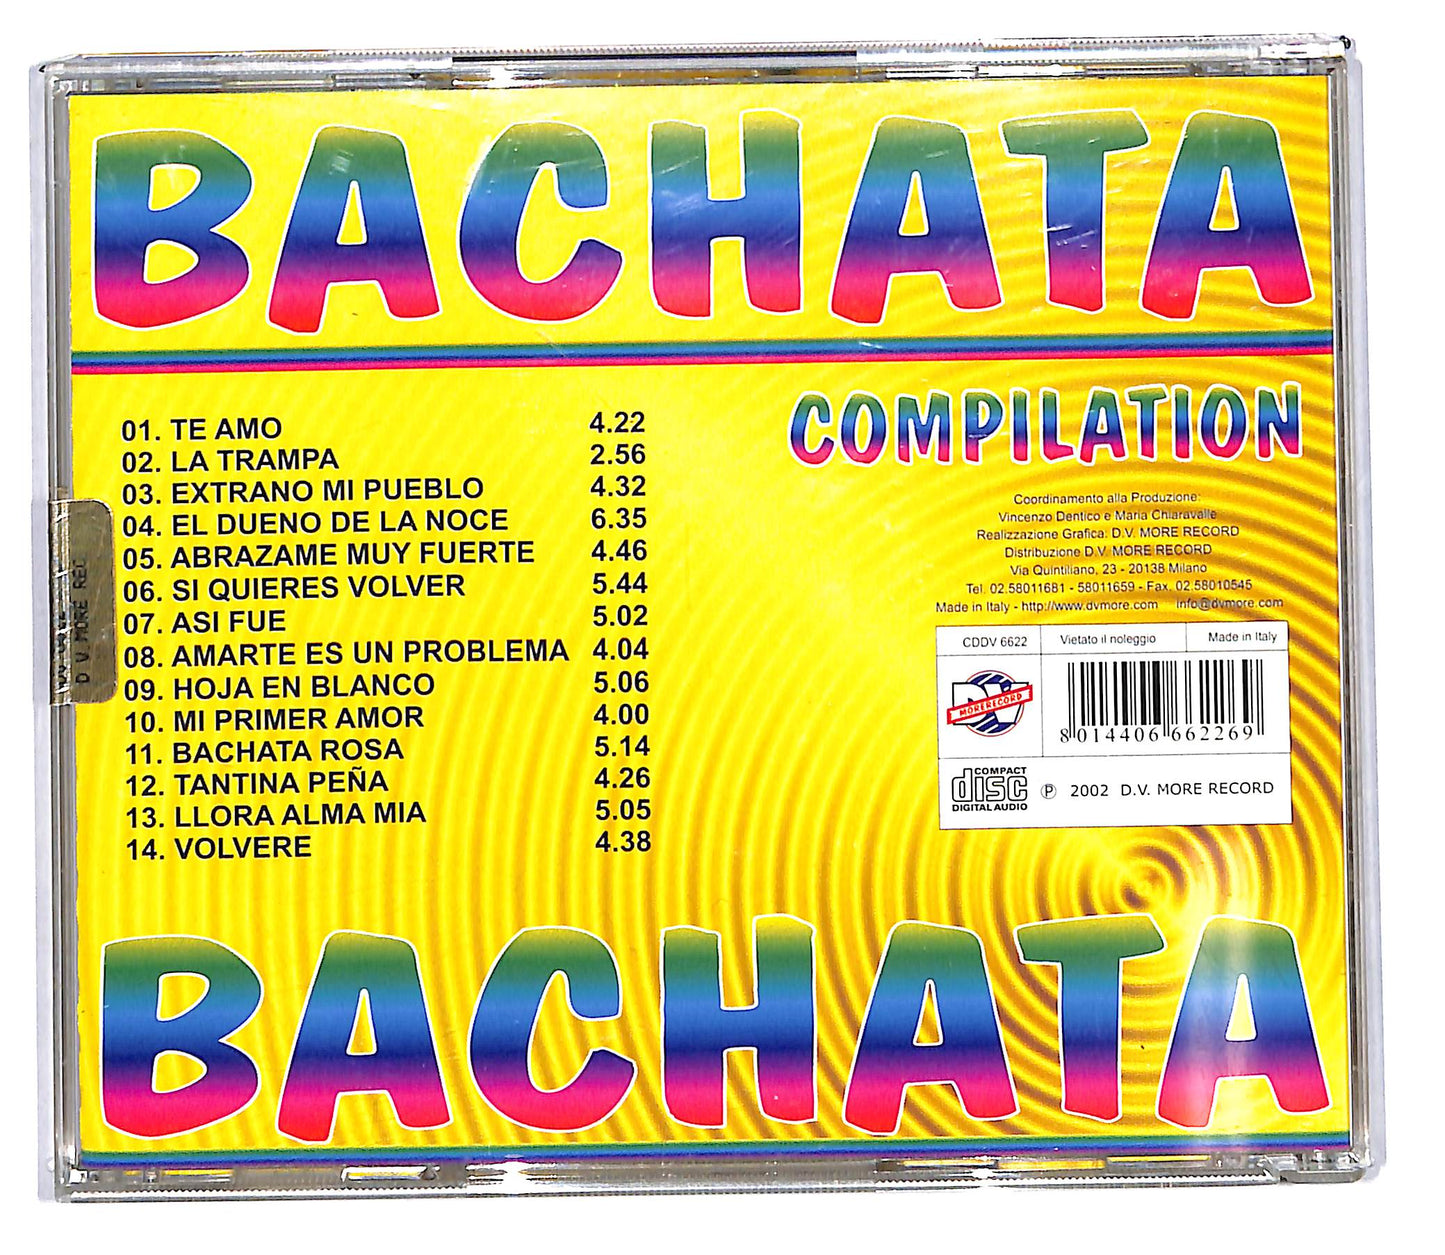 BACHATA
COMPILATION
01. TE AMO 4.22
02. LA TRAMPA 2.56
03. EXTRANO MI PUEBLO 4.32
04. EL DUENO DE LA NOCE 6.35
05. ABRAZAME MUY FUERTE 4.46
06. SI QUIERES VOLVER 5.44
07. ASI FUE 5.02
08. AMARTE ES UN PROBLEMA 4.04
09. HOJA EN BLANCO 5.06
10. MI PRIMER AMOR 4.00
11. BACHATA ROSA 5.14
12. TANTINA PEÑA 4.26
13. LLORA ALMA MIA 5.05
14. VOLVERE 4.38
Coordinamento alla Produzione:
Vincenzo Dentico e Maria Chiaravalle
Realizzazione Grafica: D.V. MORE RECORD
Distribuzione D.V. MORE RECORD
Via Quintiliano, 23 - 20138 Milano
Tel. 02.58011681 - 58011659 - Fax. 02.58010545
Made in Italy - http://www.dvmore.com info@dvmore.com
CDDV 6622 Vietato il noleggio Made in Italy
DV
MORERECORD
8 014406 662269
COMPACT
disc
DIGITAL AUDIO
℗ 2002 D.V. MORE RECORD
D.V. MORE REC
BACHATA